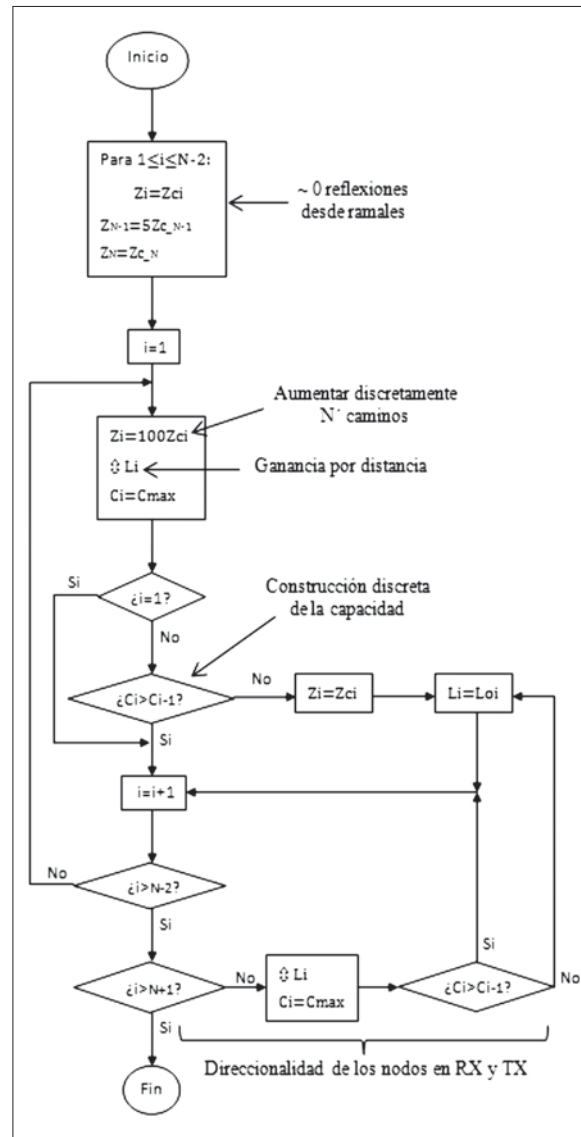 Inicio
Para 1≤i≤N-2:
Zi=Zci
ZN-1=5Zc_N-1
ZN=Zc_N
~ 0 reflexiones
desde ramales
i=1
Zi=100Zci
⇕ Li
Ci=Cmax
Aumentar discretamente
N° caminos
Ganancia por distancia
Si
¿i=1?
No
Construcción discreta
de la capacidad
¿Ci>Ci-1?
No
Zi=Zci
Li=Loi
Si
i=i+1
No
¿i>N-2?
Si
Si
¿i>N+1?
No
⇕ Li
Ci=Cmax
¿Ci>Ci-1?
No
Si
Direccionalidad de los nodos en RX y TX
Fin